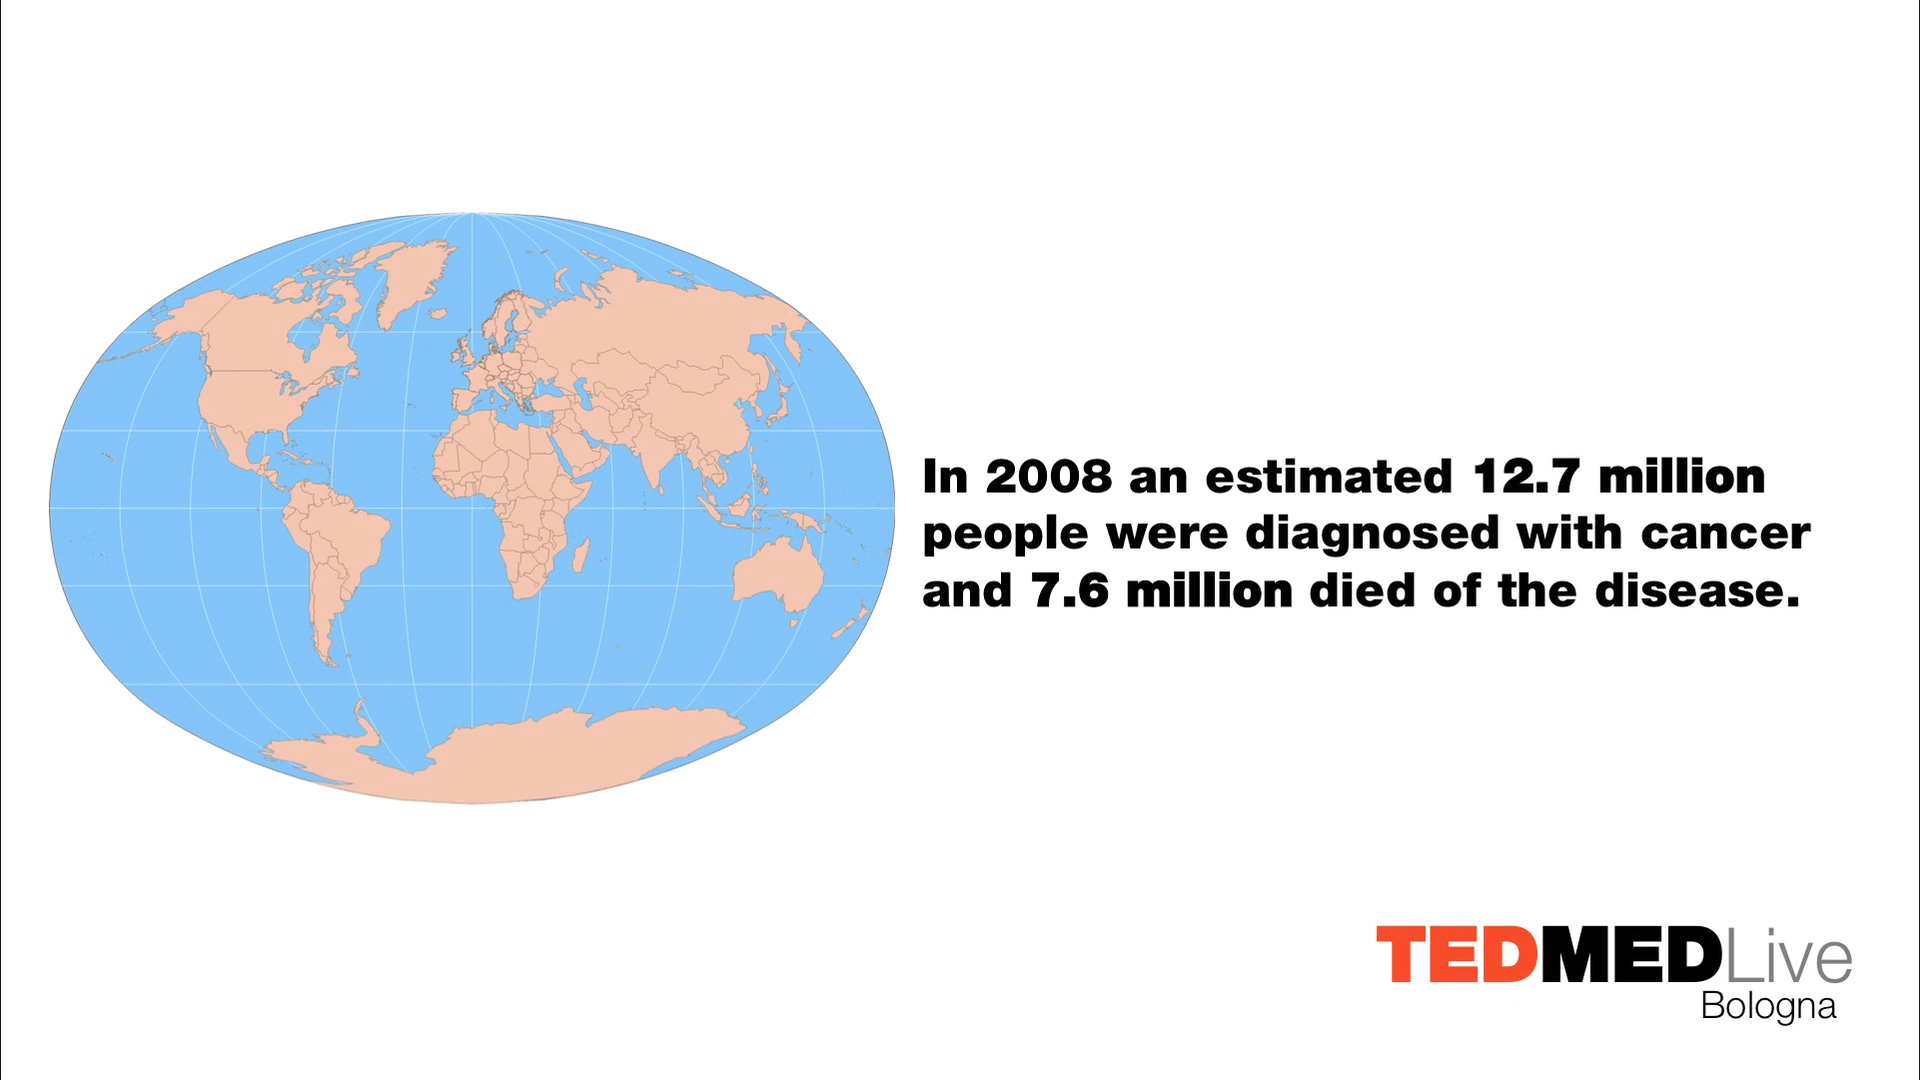 In 2008 an estimated 12.7 million
people were diagnosed with cancer
and 7.6 million died of the disease.
TEDMEDLive
Bologna